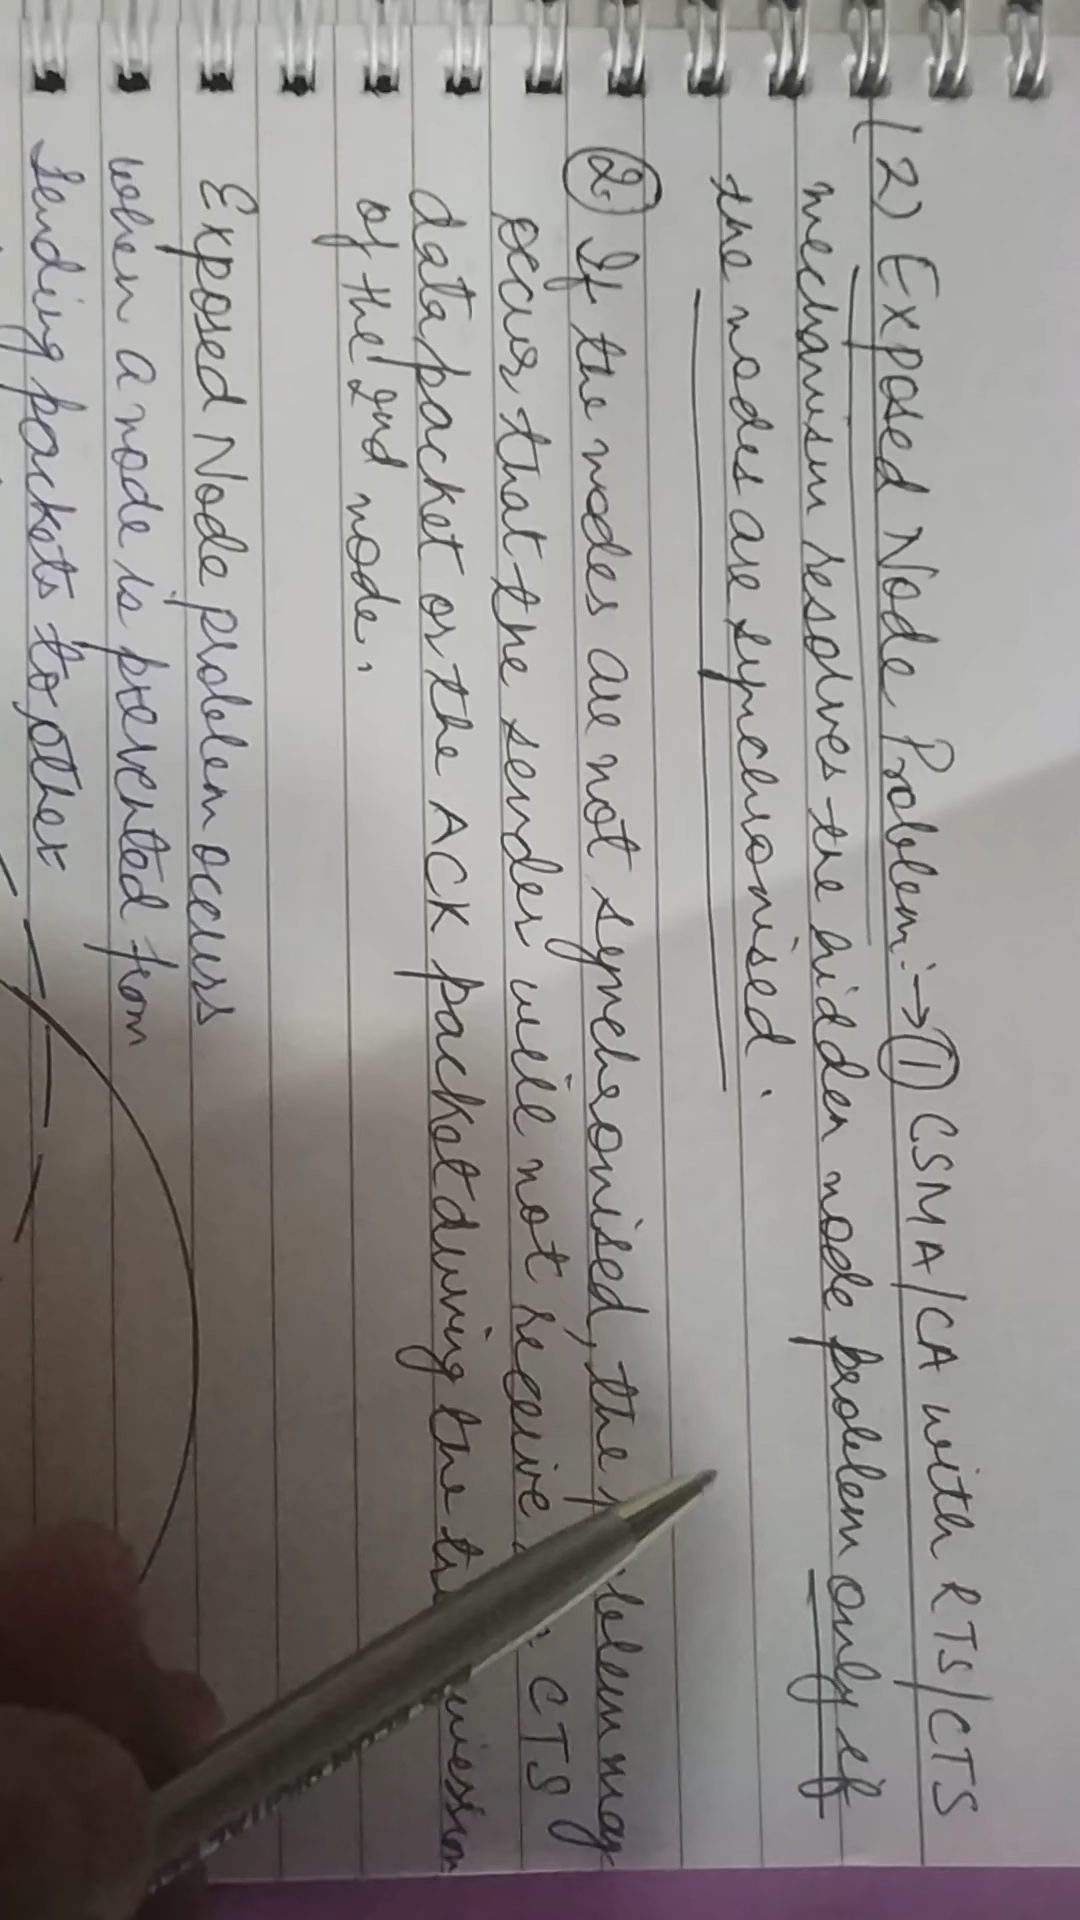 (2) Exposed Node Problem :→ ① CSMA/CA with RTS/CTS
mechanism resolves the hidden node problem only if
the nodes are synchronised.
②. If the nodes are not synchronised, the may
occur that the sender will not receive CTS
data packet or the ACK packet during the
of the 2nd node.
Exposed Node problem occurs
when a node is prevented from
sending packets to other